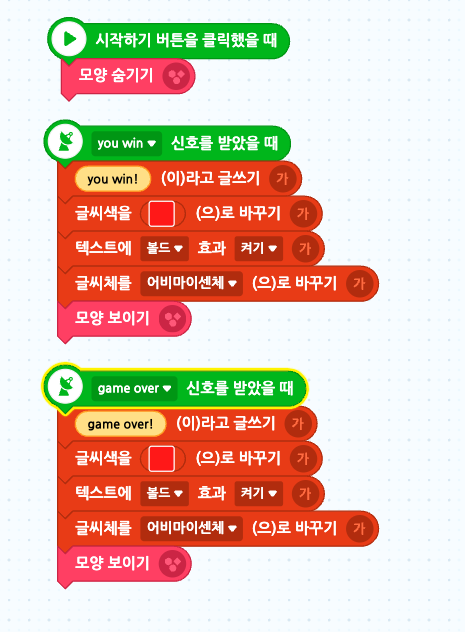 시작하기 버튼을 클릭했을 때
모양 숨기기
you win 신호를 받았을 때
you win! (이)라고 글쓰기 가
글씨색을 (으)로 바꾸기 가
텍스트에 볼드 효과 켜기 가
글씨체를 어비마이센체 (으)로 바꾸기 가
모양 보이기
game over 신호를 받았을 때
game over! (이)라고 글쓰기 가
글씨색을 (으)로 바꾸기 가
텍스트에 볼드 효과 켜기 가
글씨체를 어비마이센체 (으)로 바꾸기 가
모양 보이기